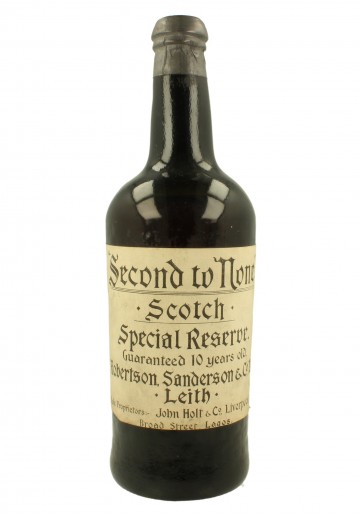 "Second to None"
· Scotch ·
Special Reserve.
Guaranteed 10 years old.
Robertson, Sanderson & Co
· Leith ·
Proprietors John Holt & Co. Liverpool
Broad Street Lagos